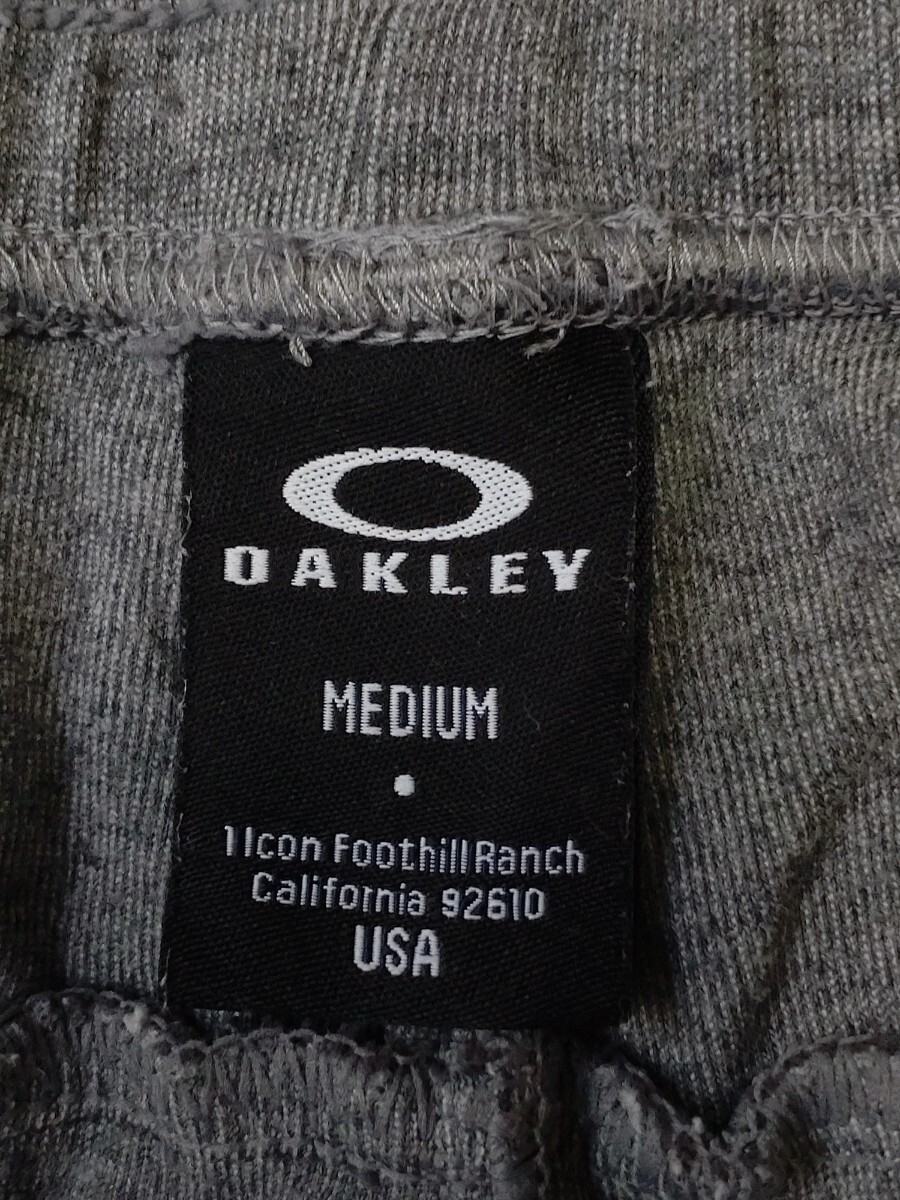 OAKLEY
MEDIUM
1 Icon Foothill Ranch
California 92610
USA